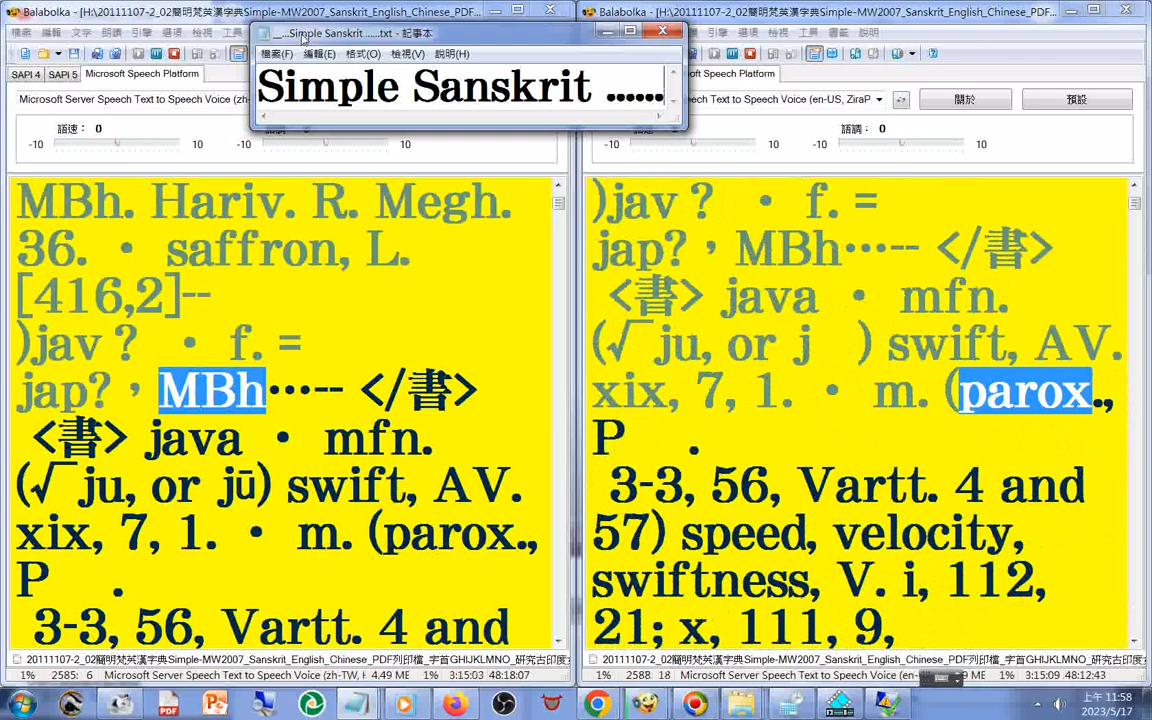 Balabolka - [H:\20111107-2_02簡明梵英漢字典Simple-MW2007_Sanskrit_English_Chinese_PDF...
Balabolka - [H:\20111107-2_02簡明梵英漢字典Simple-MW2007_Sanskrit_English_Chinese_PDF...
__...Simple Sanskrit ......txt - 記事本
檔案(F) 編輯(E) 格式(O) 檢視(V) 說明(H)
Simple Sanskrit ......
SAPI 4 SAPI 5 Microsoft Speech Platform
Microsoft Server Speech Text to Speech Voice (zh-
Speech Platform
Speech Text to Speech Voice (en-US, ZiraP
關於
預設
語速： 0
-10 10 -10 10
語調： 0
-10 10 -10 10
MBh. Hariv. R. Megh.
36. • saffron, L.
[416,2]--
)jav ? • f. =
jap?，MBh…-- </書>
<書> java • mfn.
(√ ju, or jū) swift, AV.
xix, 7, 1. • m. (parox.,
P .
3-3, 56, Vartt. 4 and
)jav ? • f. =
jap?，MBh…-- </書>
<書> java • mfn.
(√ ju, or j ) swift, AV.
xix, 7, 1. • m. (parox.,
P .
3-3, 56, Vartt. 4 and
57) speed, velocity,
swiftness, V. i, 112,
21; x, 111, 9,
20111107-2_02簡明梵英漢字典Simple-MW2007_Sanskrit_English_Chinese_PDF列印檔_字首GHIJKLMNO_研究古印度
20111107-2_02簡明梵英漢字典Simple-MW2007_Sanskrit_English_Chinese_PDF列印檔_字首GHIJKLMNO_研究古印度
1% 2585: 6 Microsoft Server Speech Text to Speech Voice (zh-TW, H 4.49 ME 1% 3:15:03 48:18:07
1% 2588 18 Microsoft Server Speech Text to Speech Voice 1% 3:15:09 48:12:43
上午 11:58
2023/5/17